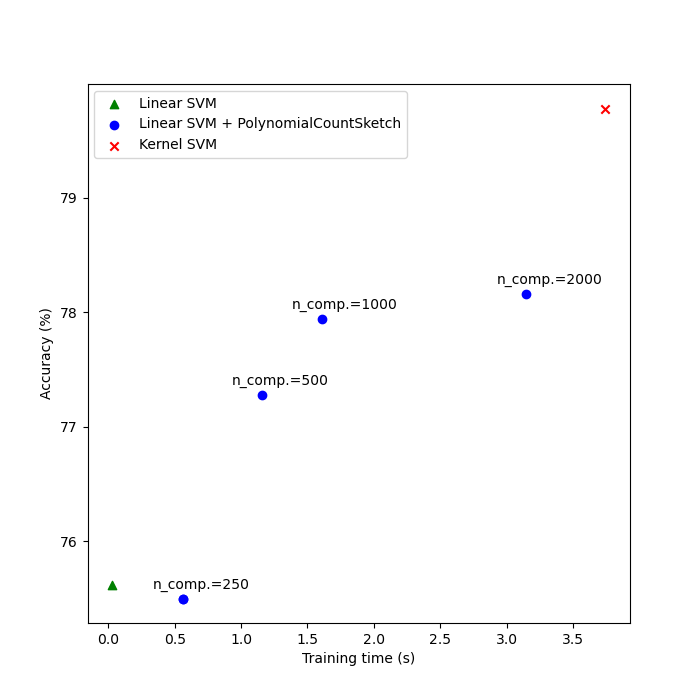 Linear SVM
Linear SVM + PolynomialCountSketch
Kernel SVM
79
n_comp.=2000
78
n_comp.=1000
n_comp.=500
77
76
n_comp.=250
0.0 0.5 1.0 1.5 2.0 2.5 3.0 3.5
Training time (s)
Accuracy (%)